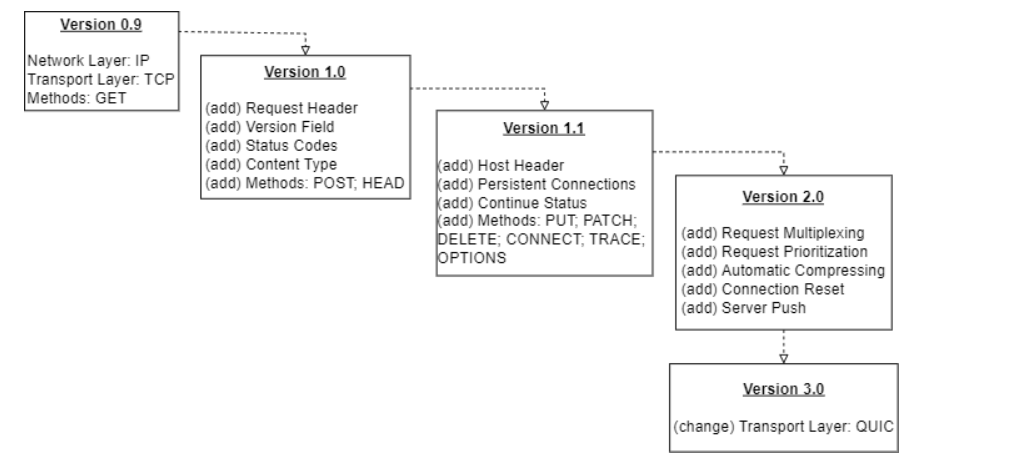 Version 0.9
Network Layer: IP
Transport Layer: TCP
Methods: GET
Version 1.0
(add) Request Header
(add) Version Field
(add) Status Codes
(add) Content Type
(add) Methods: POST; HEAD
Version 1.1
(add) Host Header
(add) Persistent Connections
(add) Continue Status
(add) Methods: PUT; PATCH;
DELETE; CONNECT; TRACE;
OPTIONS
Version 2.0
(add) Request Multiplexing
(add) Request Prioritization
(add) Automatic Compressing
(add) Connection Reset
(add) Server Push
Version 3.0
(change) Transport Layer: QUIC